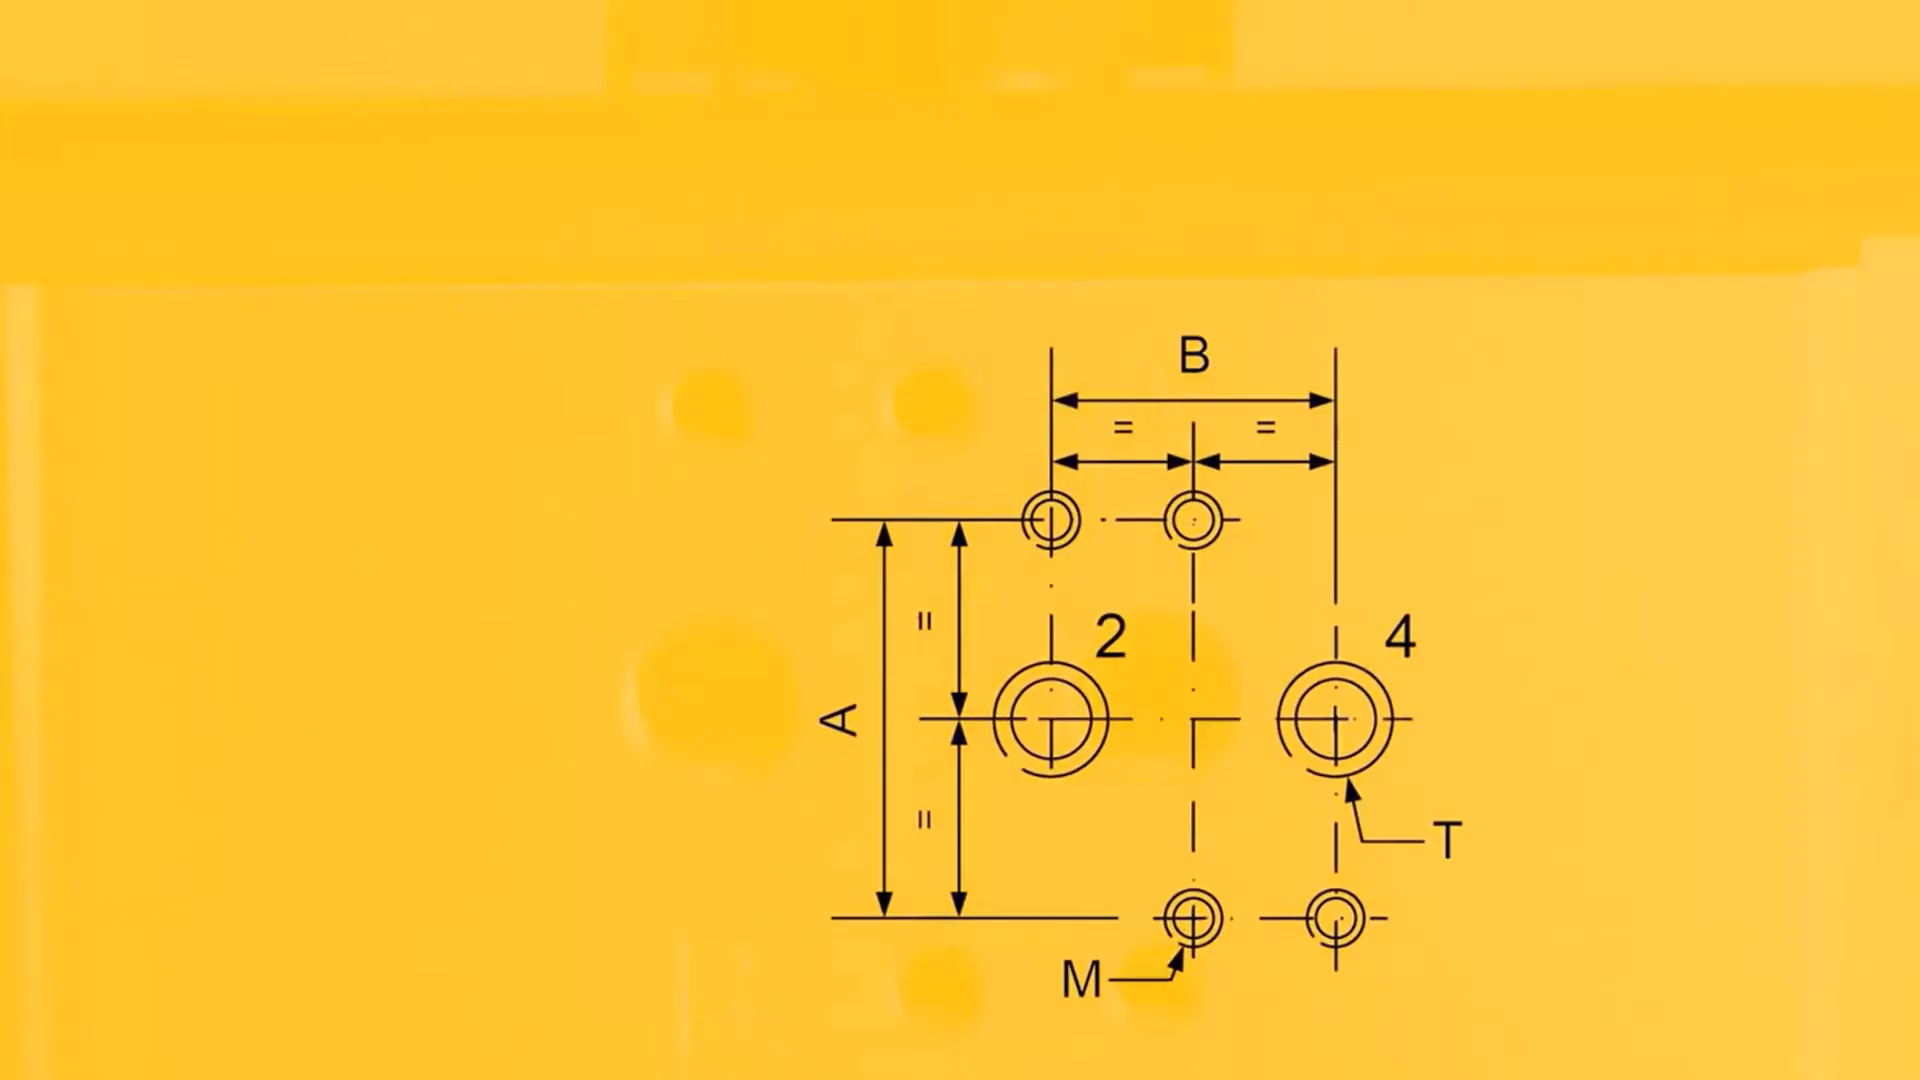 B
= =
=
2 4
A
=
T
M